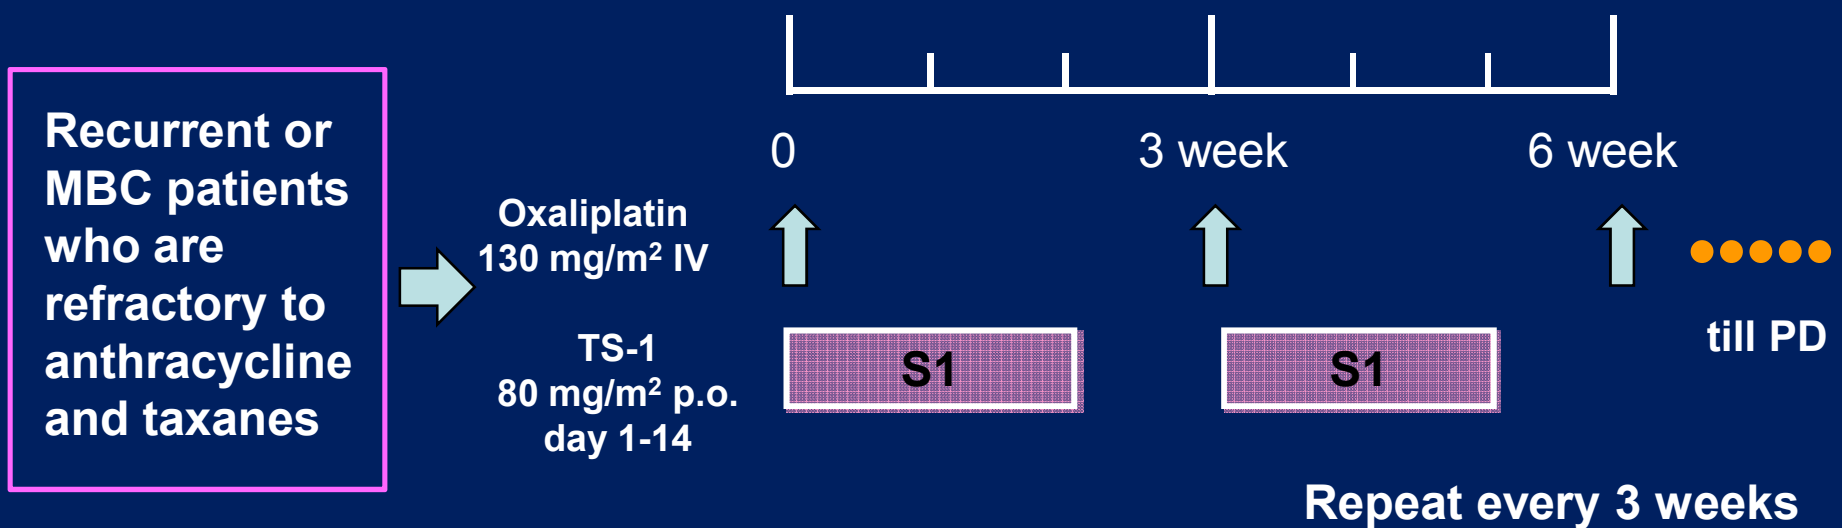 Recurrent or
MBC patients
who are
refractory to
anthracycline
and taxanes
0
3 week
6 week
Oxaliplatin
130 mg/m² IV
TS-1
80 mg/m² p.o.
day 1-14
S1
S1
till PD
Repeat every 3 weeks